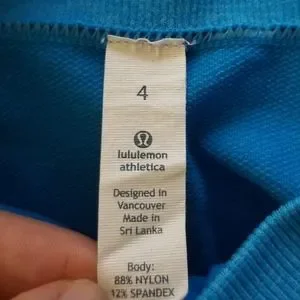 4
lululemon
athletica
Designed in
Vancouver
Made in
Sri Lanka
Body:
88% NYLON
12% SPANDEX